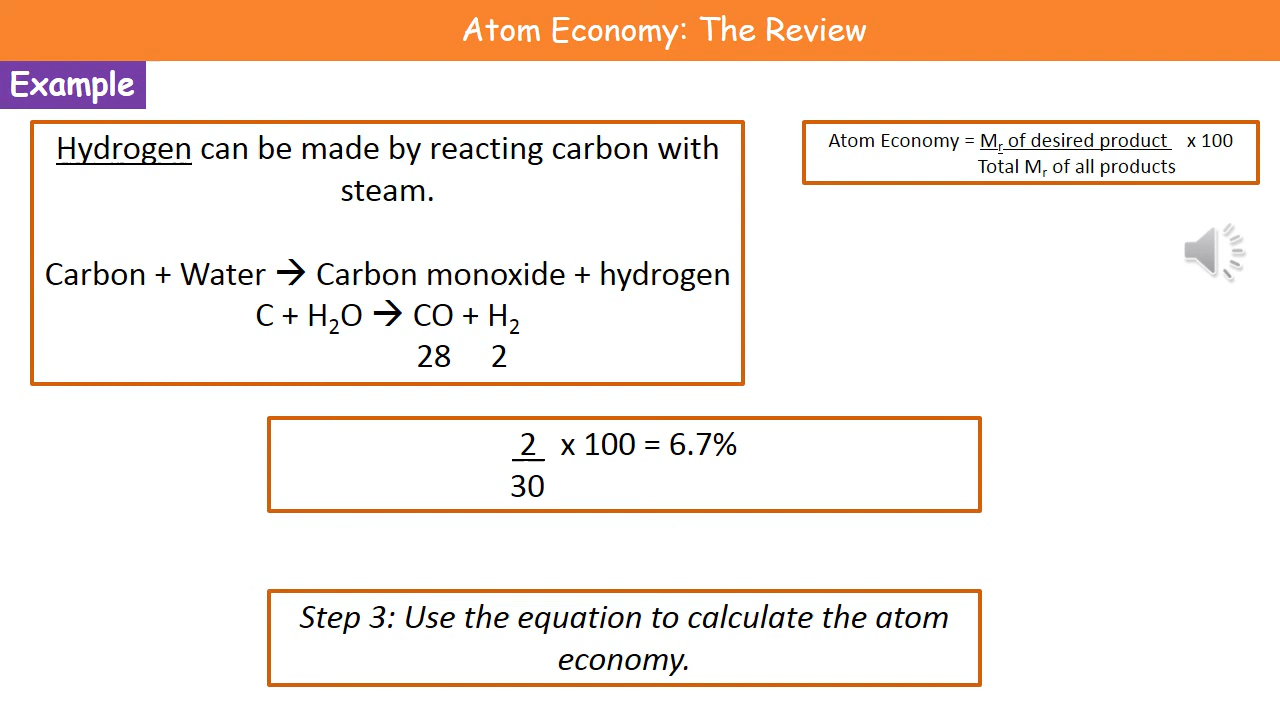 Atom Economy: The Review
Example
Hydrogen can be made by reacting carbon with
steam.
Carbon + Water → Carbon monoxide + hydrogen
C + H₂O → CO + H₂
28 2
Atom Economy = Mᵣ of desired product x 100
Total Mᵣ of all products
2 x 100 = 6.7%
30
Step 3: Use the equation to calculate the atom
economy.